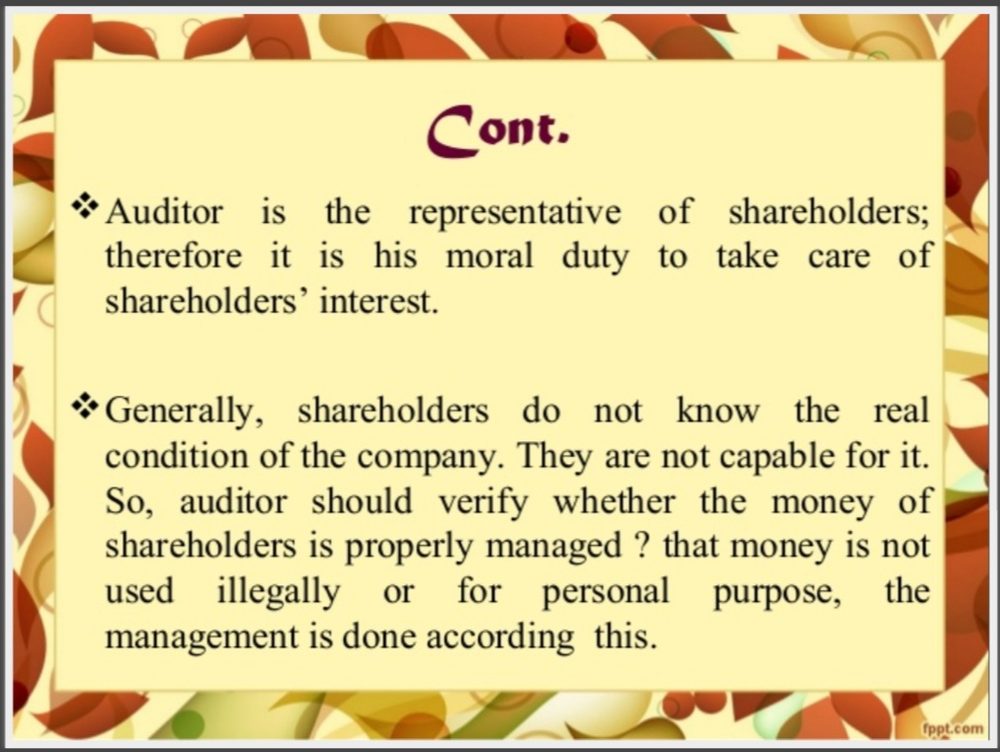 Cont.
❖Auditor is the representative of shareholders;
therefore it is his moral duty to take care of
shareholders’ interest.
❖Generally, shareholders do not know the real
condition of the company. They are not capable for it.
So, auditor should verify whether the money of
shareholders is properly managed ? that money is not
used illegally or for personal purpose, the
management is done according  this.
fppt.com